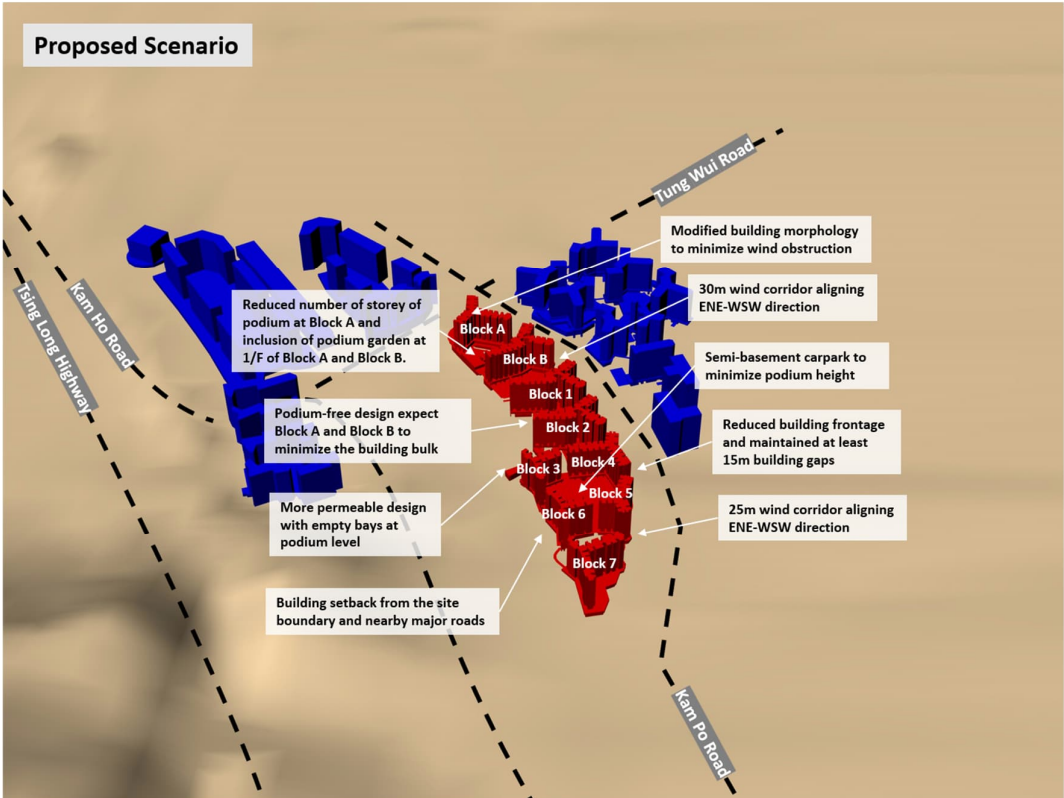 Proposed Scenario
Tung Wui Road
Modified building morphology
to minimize wind obstruction
Tsing Long Highway
Kam Ho Road
30m wind corridor aligning
ENE-WSW direction
Reduced number of storey of
podium at Block A and
inclusion of podium garden at
1/F of Block A and Block B.
Block A
Block B
Semi-basement carpark to
minimize podium height
Block 1
Podium-free design expect
Block A and Block B to
minimize the building bulk
Block 2
Reduced building frontage
and maintained at least
15m building gaps
Block 3
Block 4
Block 5
More permeable design
with empty bays at
podium level
Block 6
25m wind corridor aligning
ENE-WSW direction
Block 7
Building setback from the site
boundary and nearby major roads
Kam Po Road